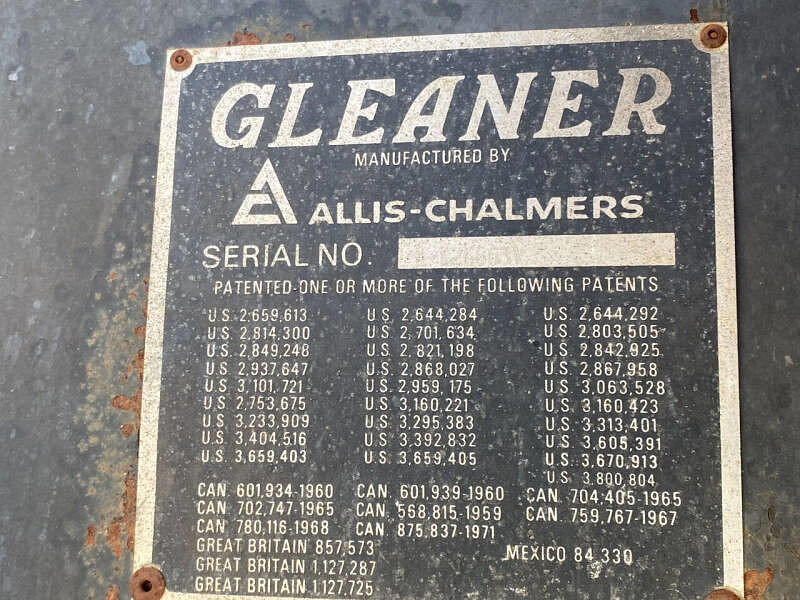 GLEANER
MANUFACTURED BY
ALLIS-CHALMERS
SERIAL NO.
PATENTED-ONE OR MORE OF THE FOLLOWING PATENTS
U.S. 2,659,613 U.S. 2,644,284 U.S. 2,644,292
U.S. 2,814,300 U.S. 2,701,634 U.S. 2,803,505
U.S. 2,849,248 U.S. 2,821,198 U.S. 2,842,925
U.S. 2,937,647 U.S. 2,868,027 U.S. 2,867,958
U.S. 3,101,721 U.S. 2,959,175 U.S. 3,063,528
U.S. 2,753,675 U.S. 3,160,221 U.S. 3,160,423
U.S. 3,233,909 U.S. 3,295,383 U.S. 3,313,401
U.S. 3,404,516 U.S. 3,392,832 U.S. 3,605,391
U.S. 3,659,403 U.S. 3,659,405 U.S. 3,670,913
U.S. 3,800,804
CAN. 601,934-1960 CAN. 601,939-1960 CAN. 704,405-1965
CAN. 702,747-1965 CAN. 568,815-1959 CAN. 759,767-1967
CAN. 780,116-1968 CAN. 875,837-1971
GREAT BRITAIN 857,573 MEXICO 84,330
GREAT BRITAIN 1,127,287
GREAT BRITAIN 1,127,725